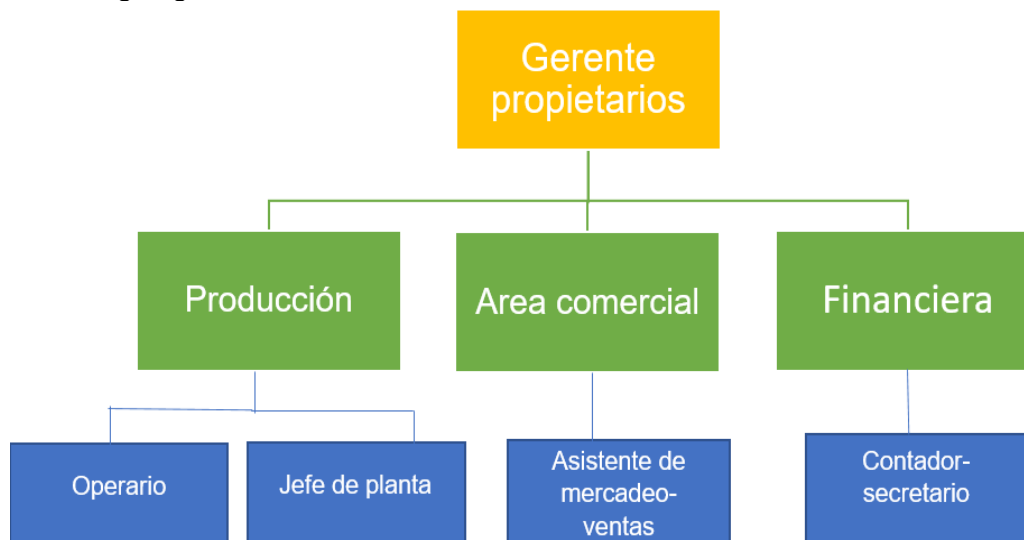 Gerente
propietarios
Producción
Area comercial
Financiera
Operario
Jefe de planta
Asistente de
mercadeo-
ventas
Contador-
secretario